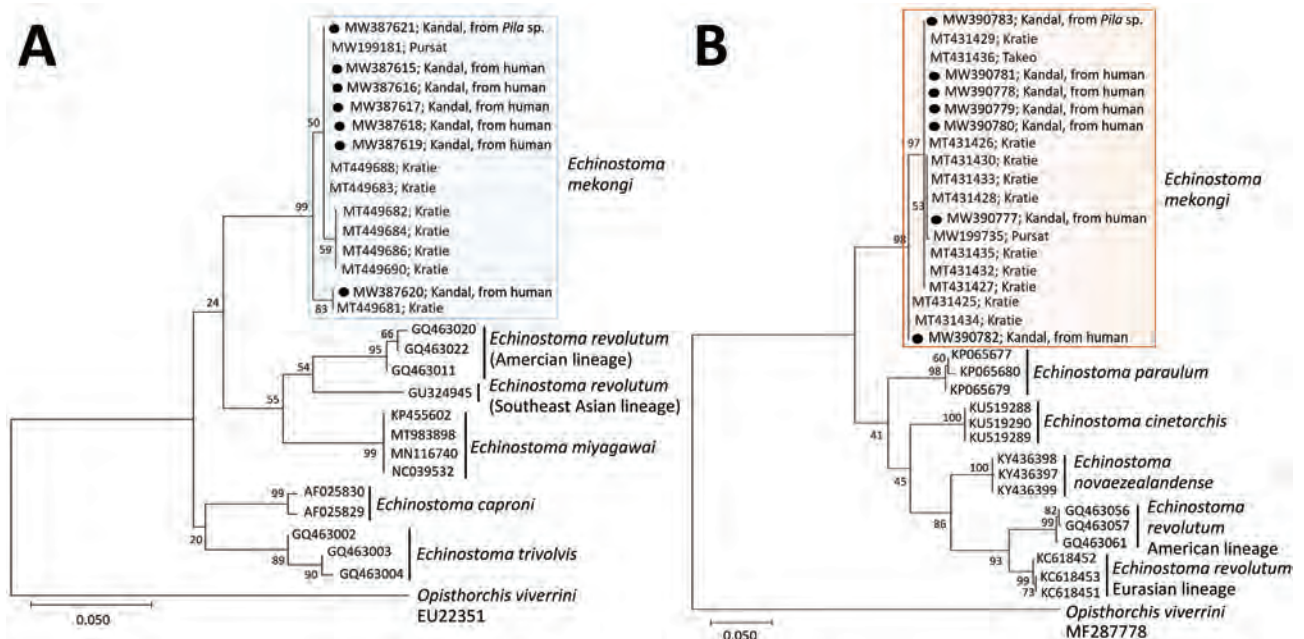 A
99
50
MW387621; Kandal, from Pila sp.
MW199181; Pursat
MW387615; Kandal, from human
MW387616; Kandal, from human
MW387617; Kandal, from human
MW387618; Kandal, from human
MW387619; Kandal, from human
MT449688; Kratie
MT449683; Kratie
MT449682; Kratie
MT449684; Kratie
59
MT449686; Kratie
MT449690; Kratie
MW387620; Kandal, from human
83
MT449681; Kratie
Echinostoma
mekongi
24
66
GQ463020
95
GQ463022
GQ463011
Echinostoma revolutum
(Amercian lineage)
54
GU324945
Echinostoma revolutum
(Southeast Asian lineage)
55
KP455602
MT983898
99
MN116740
NC039532
Echinostoma miyagawai
99
AF025830
AF025829
Echinostoma caproni
20
GQ463002
89
GQ463003
90
GQ463004
Echinostoma trivolvis
Opisthorchis viverrini
EU22351
0.050
B
98
97
MW390783; Kandal, from Pila sp.
MT431429; Kratie
MT431436; Takeo
MW390781; Kandal, from human
MW390778; Kandal, from human
MW390779; Kandal, from human
MW390780; Kandal, from human
MT431426; Kratie
MT431430; Kratie
MT431433; Kratie
53
MT431428; Kratie
MW390777; Kandal, from human
MW199735; Pursat
MT431435; Kratie
MT431432; Kratie
MT431427; Kratie
MT431425; Kratie
MT431434; Kratie
MW390782; Kandal, from human
Echinostoma
mekongi
41
60
KP065677
98
KP065680
KP065679
Echinostoma paraulum
45
KU519288
100
KU519290
KU519289
Echinostoma cinetorchis
86
KY436398
100
KY436397
KY436399
Echinostoma
novaezealandense
93
82
GQ463056
99
GQ463057
GQ463061
Echinostoma
revolutum
American lineage
KC618452
99
KC618453
73
KC618451
Echinostoma revolutum
Eurasian lineage
Opisthorchis viverrini
MF287778
0.050